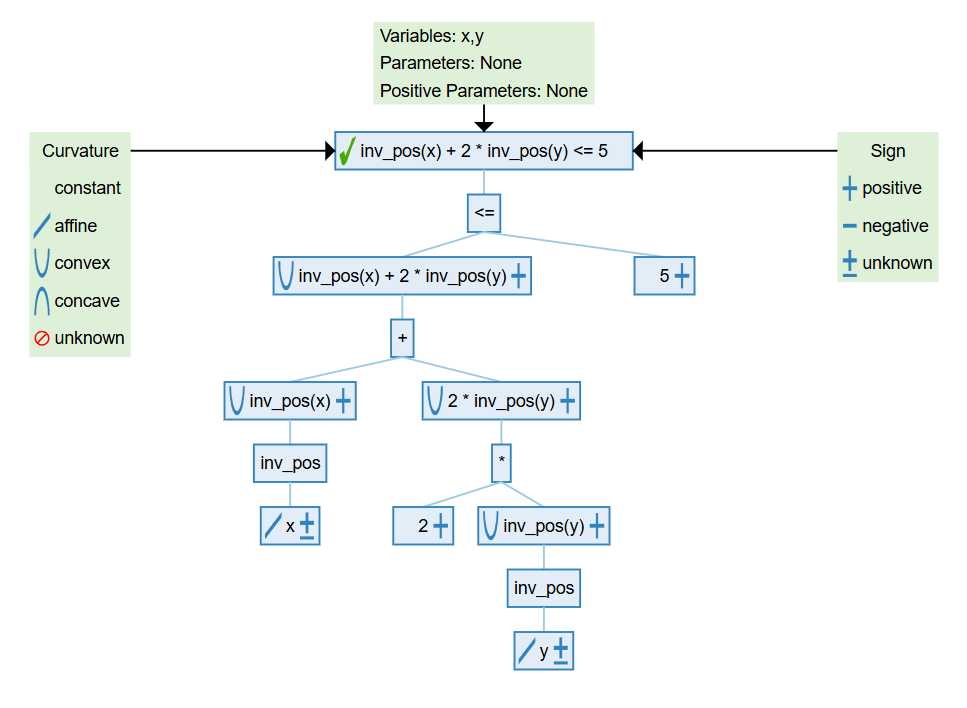 Variables: x,y
Parameters: None
Positive Parameters: None
Curvature
constant
affine
convex
concave
unknown
inv_pos(x) + 2 * inv_pos(y) <= 5
Sign
positive
negative
unknown
<=
inv_pos(x) + 2 * inv_pos(y)
5
+
inv_pos(x)
2 * inv_pos(y)
inv_pos
*
x
2
inv_pos(y)
inv_pos
y